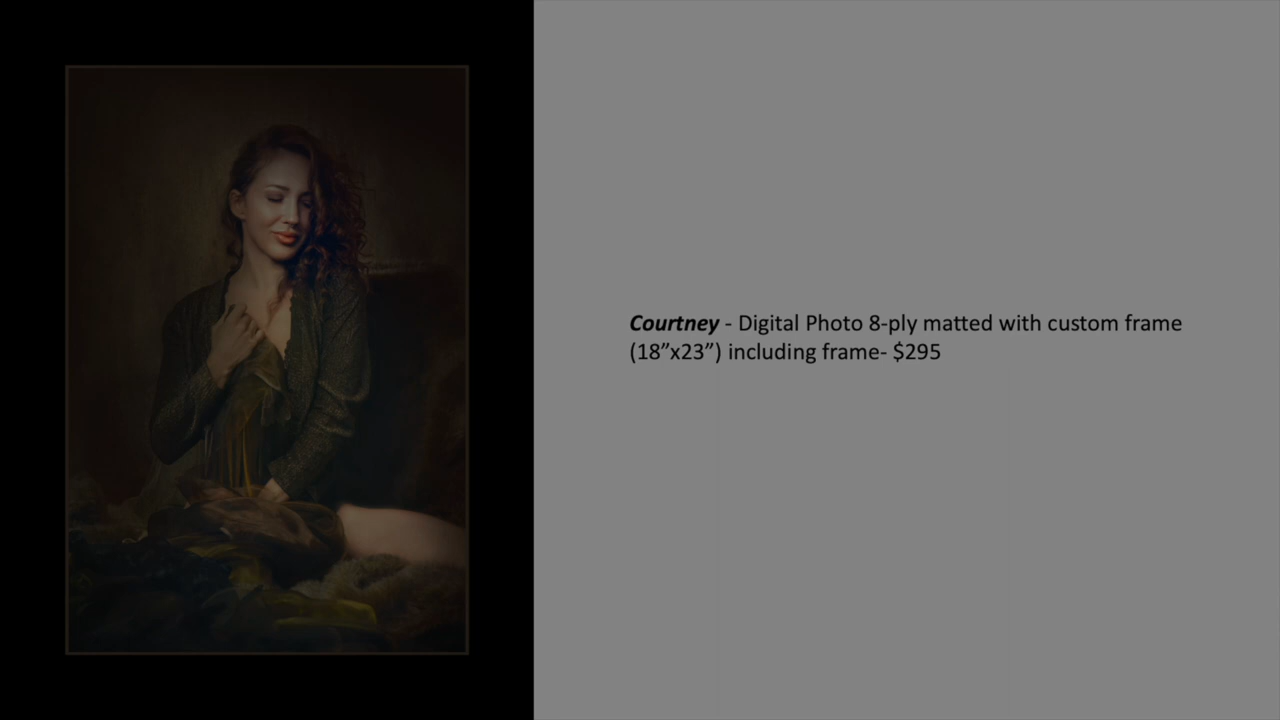 Courtney - Digital Photo 8-ply matted with custom frame
(18”x23”) including frame- $295